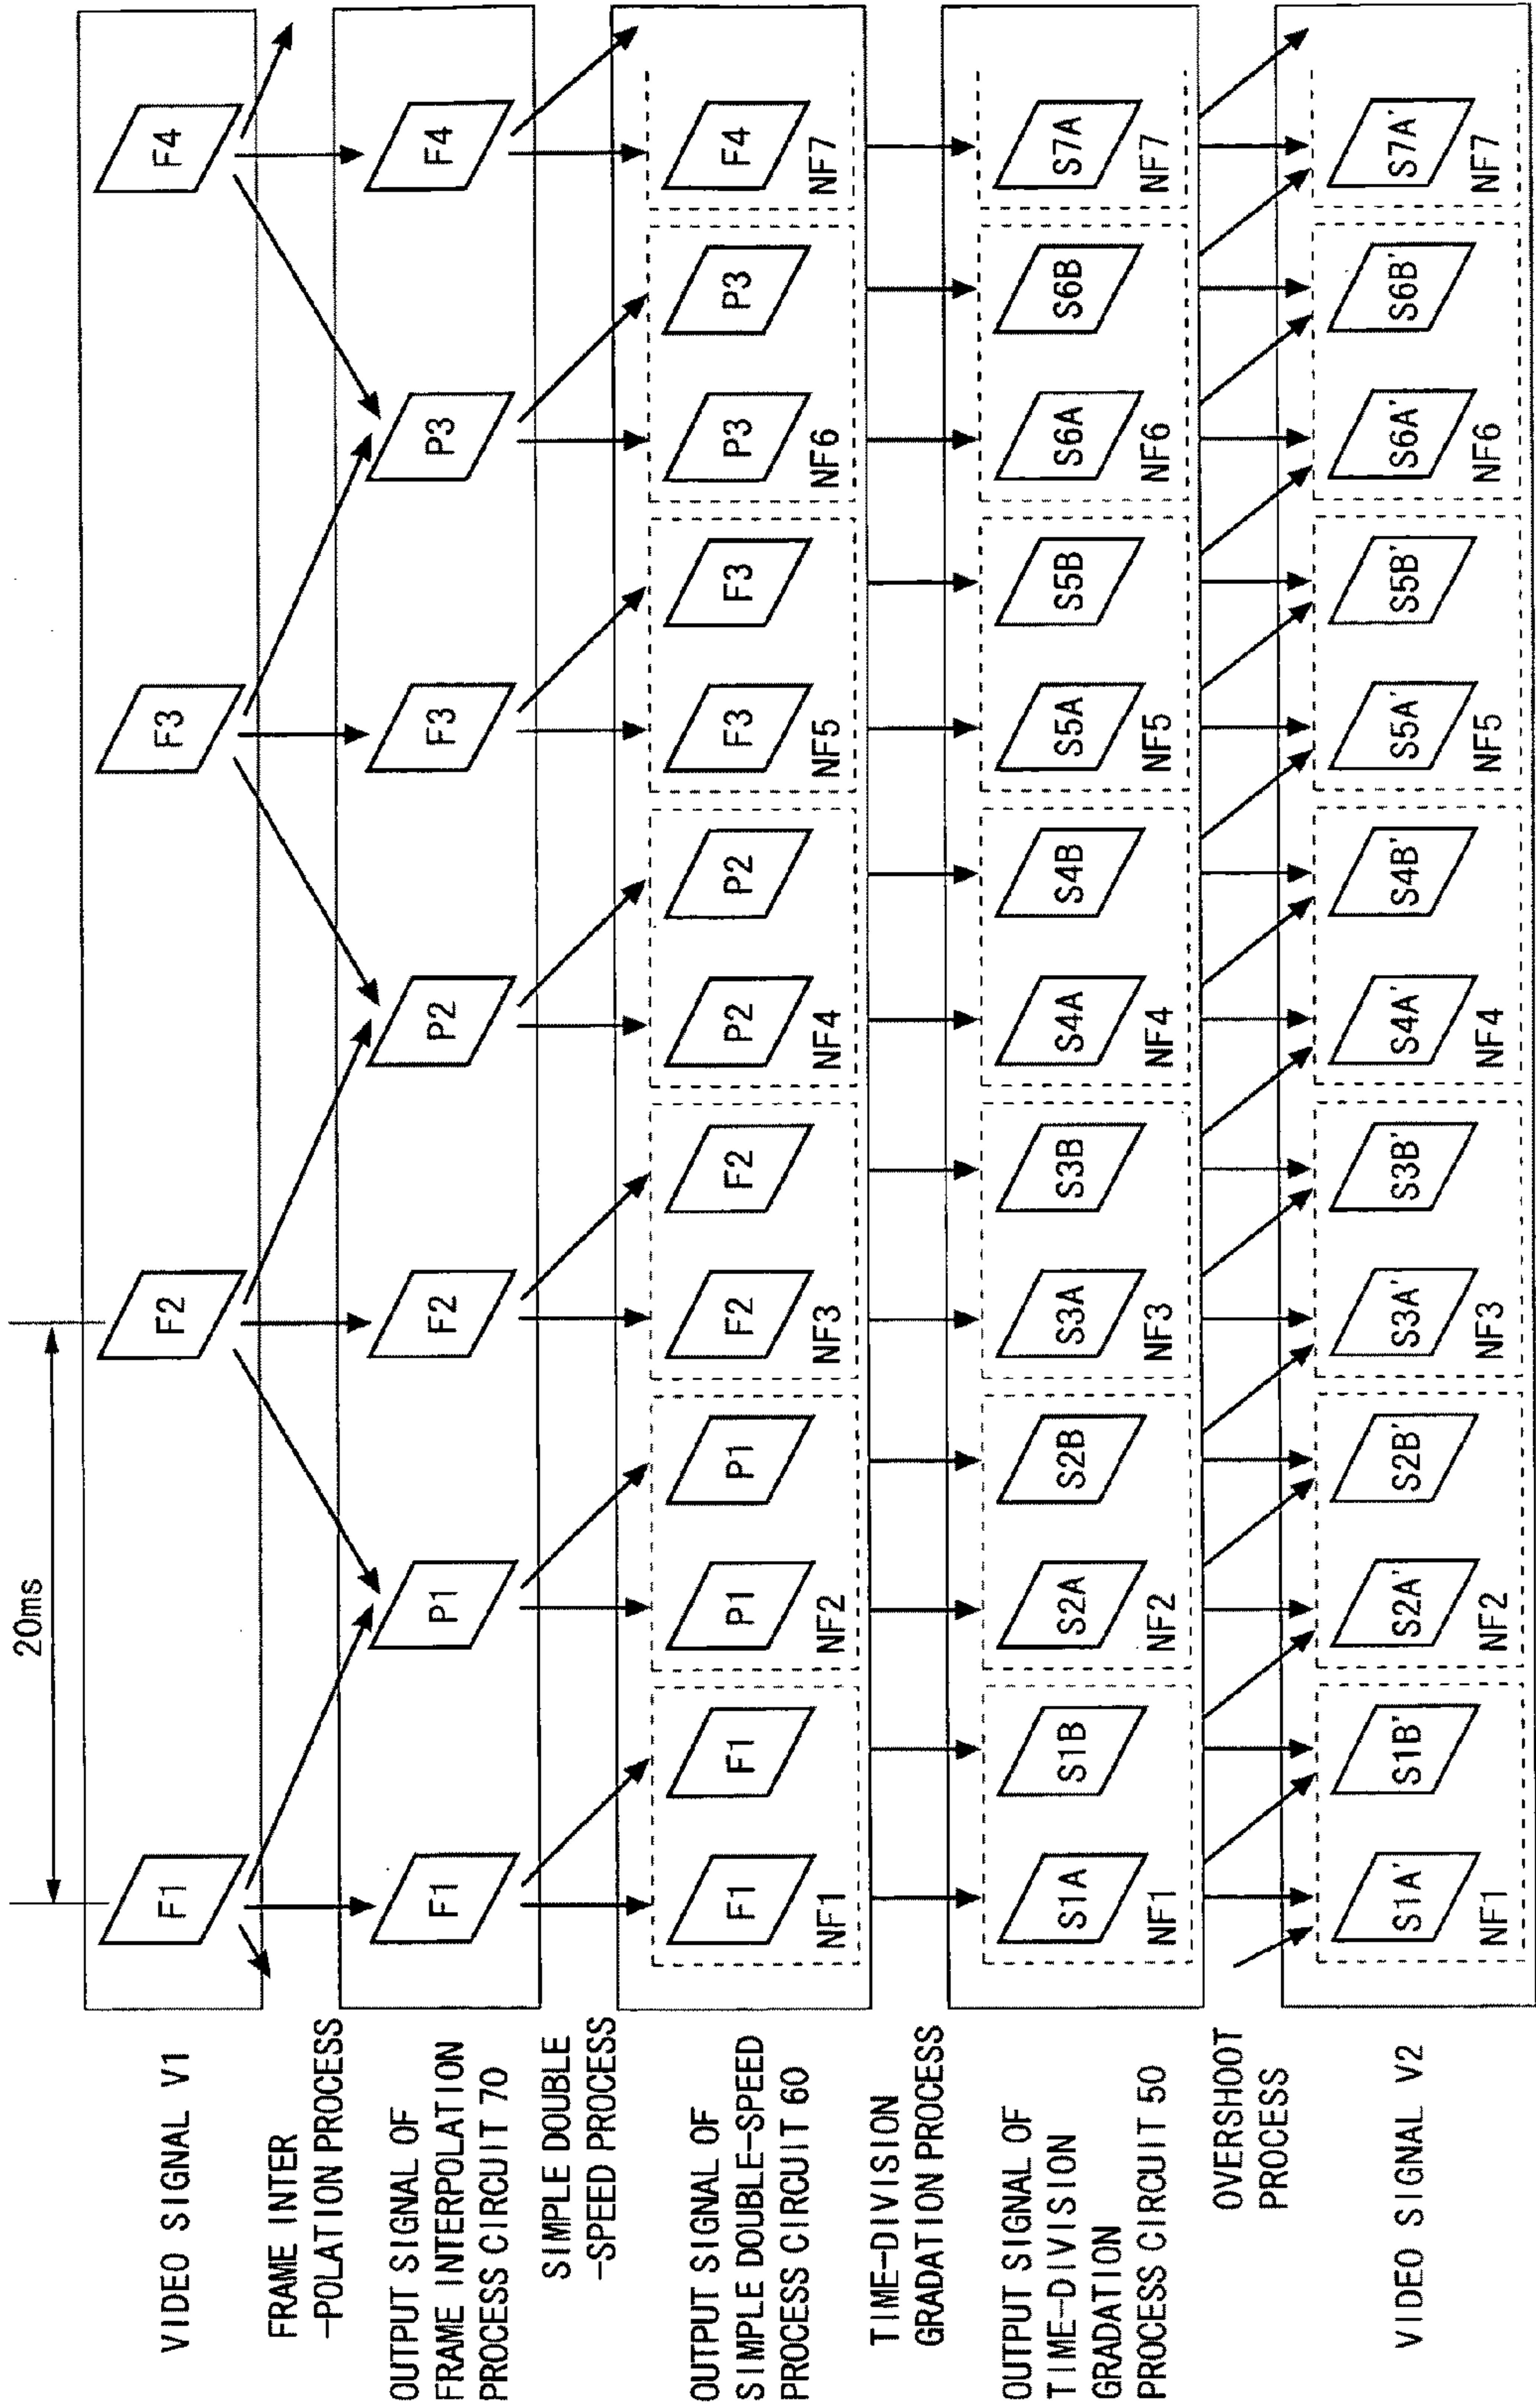 20ms
VIDEO SIGNAL V1
F1
F2
F3
F4
FRAME INTER
-POLATION PROCESS
OUTPUT SIGNAL OF
FRAME INTERPOLATION
PROCESS CIRCUIT 70
F1
P1
F2
P2
F3
P3
F4
SIMPLE DOUBLE
-SPEED PROCESS
OUTPUT SIGNAL OF
SIMPLE DOUBLE-SPEED
PROCESS CIRCUIT 60
F1
F1
P1
P1
F2
F2
P2
P2
F3
F3
P3
P3
F4
NF1
NF2
NF3
NF4
NF5
NF6
NF7
TIME-DIVISION
GRADATION PROCESS
OUTPUT SIGNAL OF
TIME-DIVISION
GRADATION
PROCESS CIRCUIT 50
S1A
S1B
S2A
S2B
S3A
S3B
S4A
S4B
S5A
S5B
S6A
S6B
S7A
NF1
NF2
NF3
NF4
NF5
NF6
NF7
OVERSHOOT
PROCESS
VIDEO SIGNAL V2
S1A'
S1B'
S2A'
S2B'
S3A'
S3B'
S4A'
S4B'
S5A'
S5B'
S6A'
S6B'
S7A'
NF1
NF2
NF3
NF4
NF5
NF6
NF7